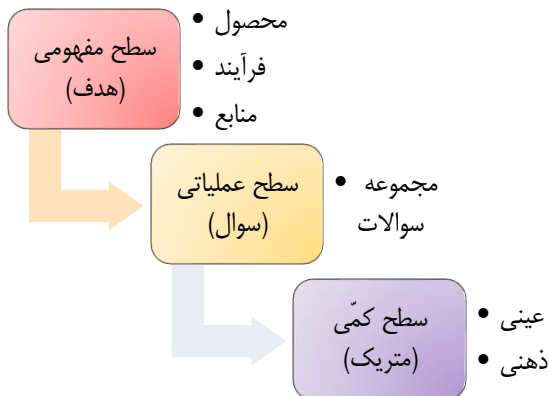 سطح مفهومی
(هدف)
• محصول
• فرآیند
• منابع
سطح عملیاتی
(سوال)
• مجموعه
سوالات
سطح کمّی
(متریک)
• عینی
• ذهنی